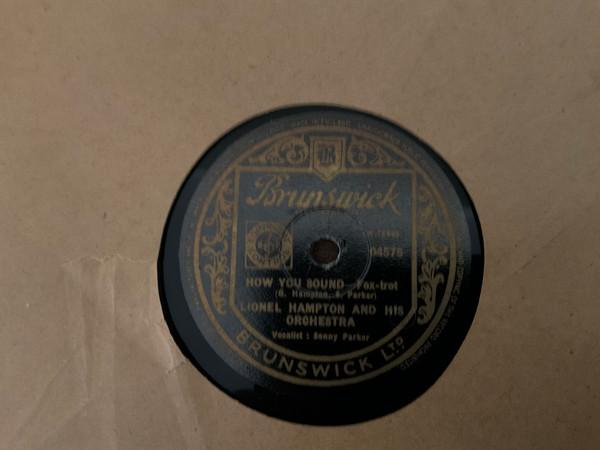 Brunswick
04575
HOW YOU SOUND Fox-trot
(G. Hampton, S. Parker)
LIONEL HAMPTON AND HIS
ORCHESTRA
Vocalist : Sonny Parker
BRUNSWICK LTD